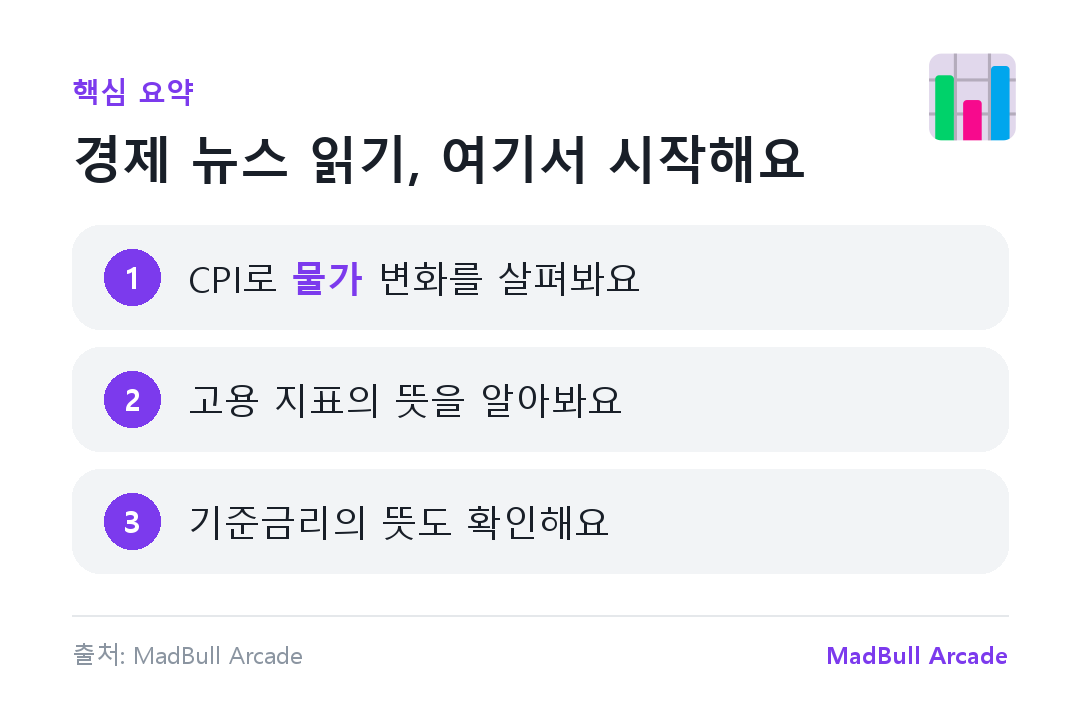 핵심 요약
경제 뉴스 읽기, 여기서 시작해요
1 CPI로 물가 변화를 살펴봐요
2 고용 지표의 뜻을 알아봐요
3 기준금리의 뜻도 확인해요
출처: MadBull Arcade
MadBull Arcade